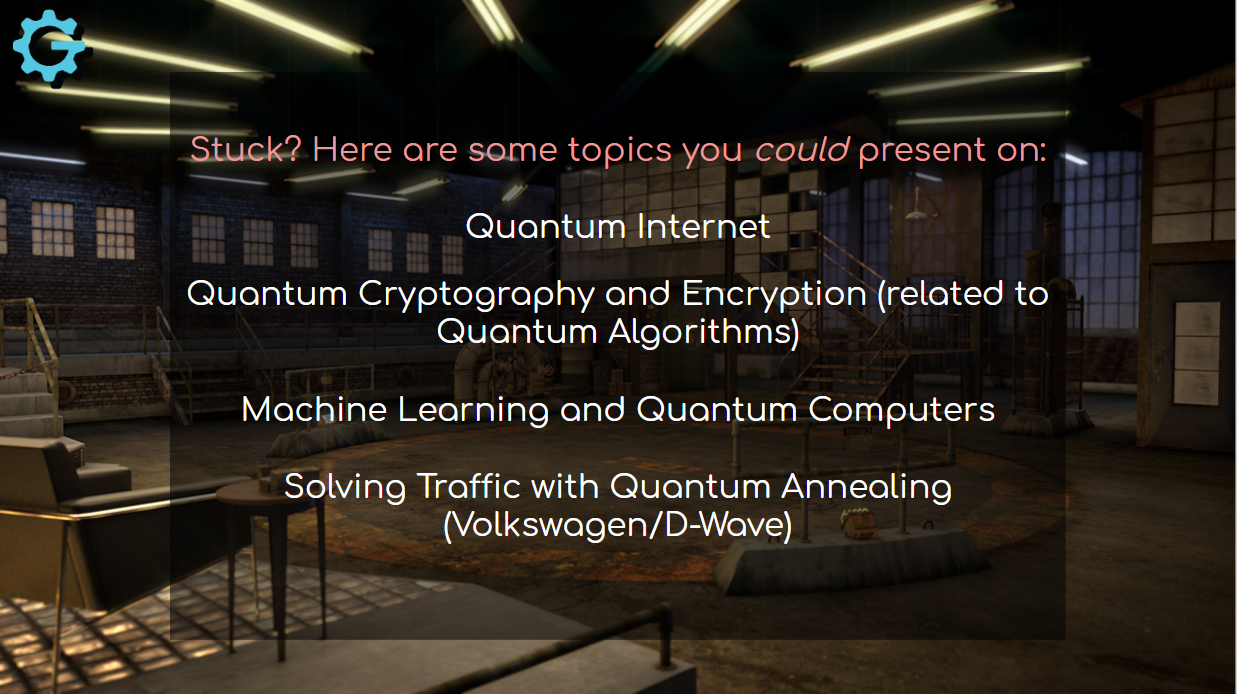 Stuck? Here are some topics you could present on:
Quantum Internet
Quantum Cryptography and Encryption (related to
Quantum Algorithms)
Machine Learning and Quantum Computers
Solving Traffic with Quantum Annealing
(Volkswagen/D-Wave)